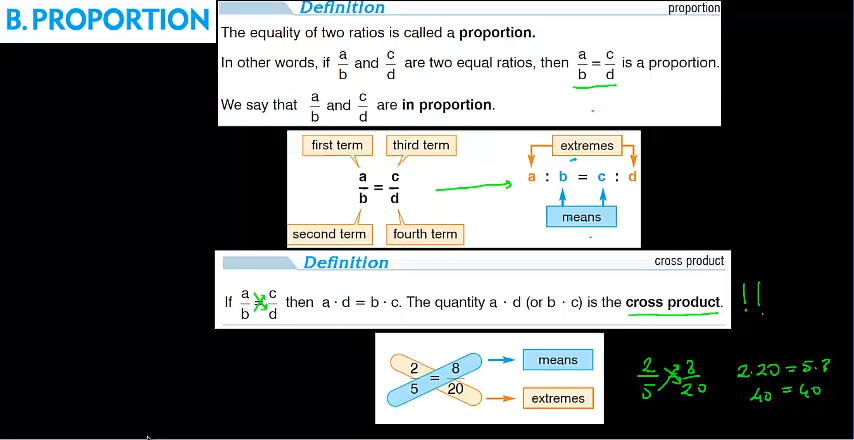 B. PROPORTION
Definition
proportion
The equality of two ratios is called a proportion.
In other words, if a/b and c/d are two equal ratios, then a/b = c/d is a proportion.
We say that a/b and c/d are in proportion.
first term
third term
a/b = c/d
second term
fourth term
extremes
a : b = c : d
means
Definition
cross product
If a/b = c/d then a · d = b · c. The quantity a · d (or b · c) is the cross product.
!!
2/5 = 8/20
means
extremes
2/5 8/20
2.20 = 5.8
40 = 40